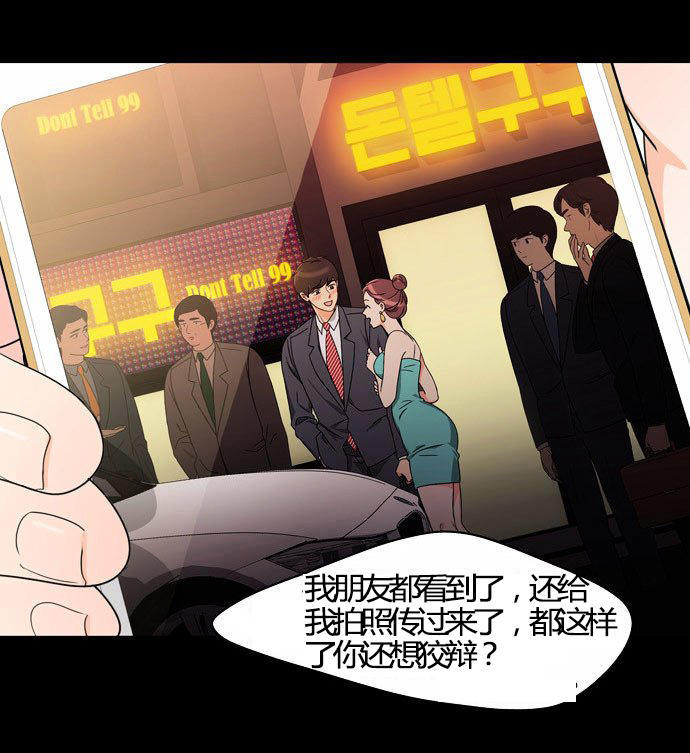 Dont Tell 99
돈텔구구
구구
Dont Tell 99
我朋友都看到了，还给
我拍照传过来了，都这样
了你还想狡辩？